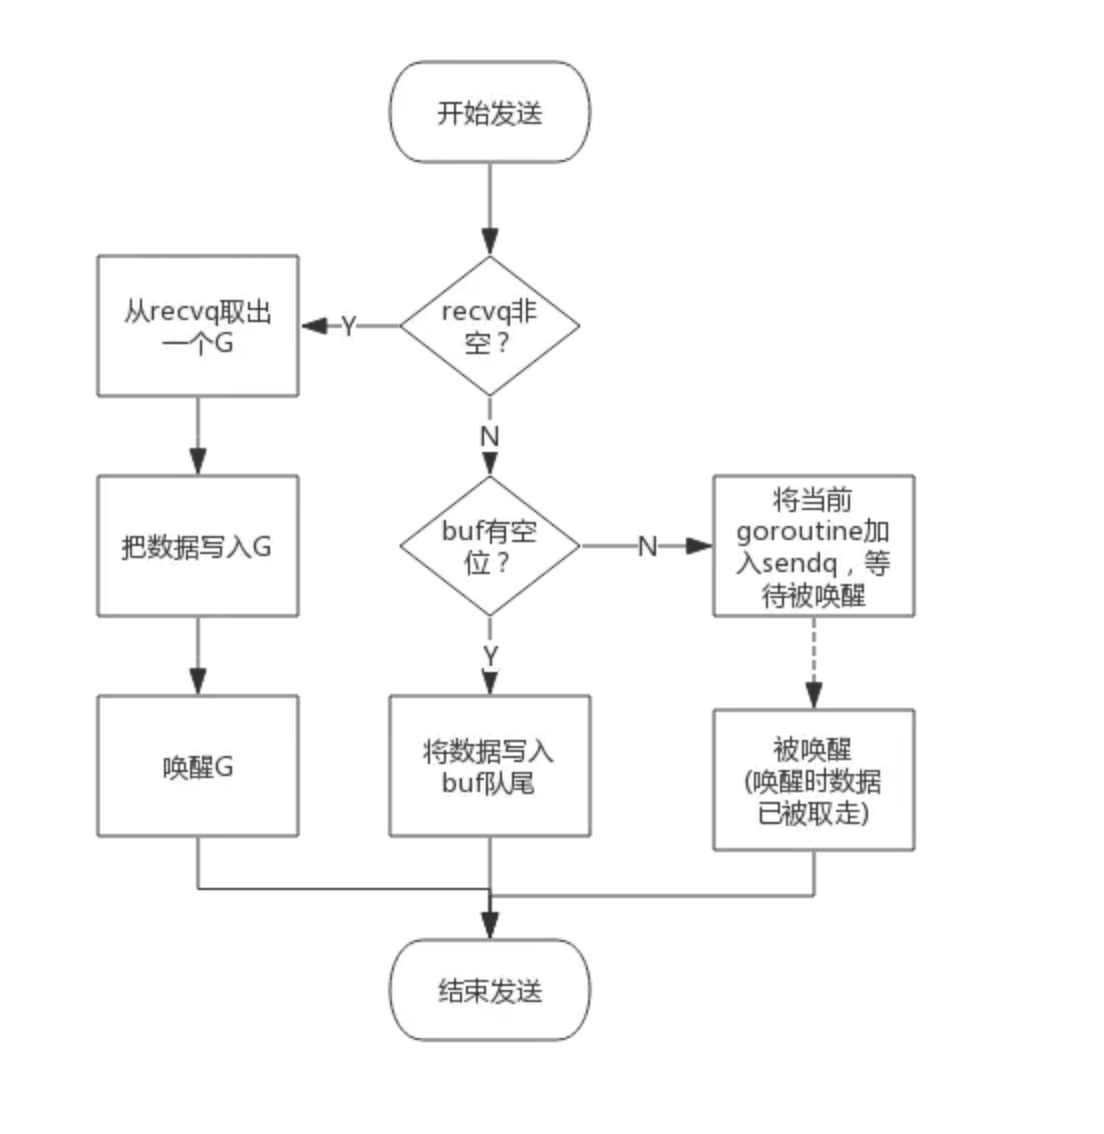 开始发送
从recvq取出
一个G
Y
recvq非
空？
N
把数据写入G
buf有空
位？
N
将当前
goroutine加
入sendq，等
待被唤醒
Y
唤醒G
将数据写入
buf队尾
被唤醒
(唤醒时数据
已被取走)
结束发送